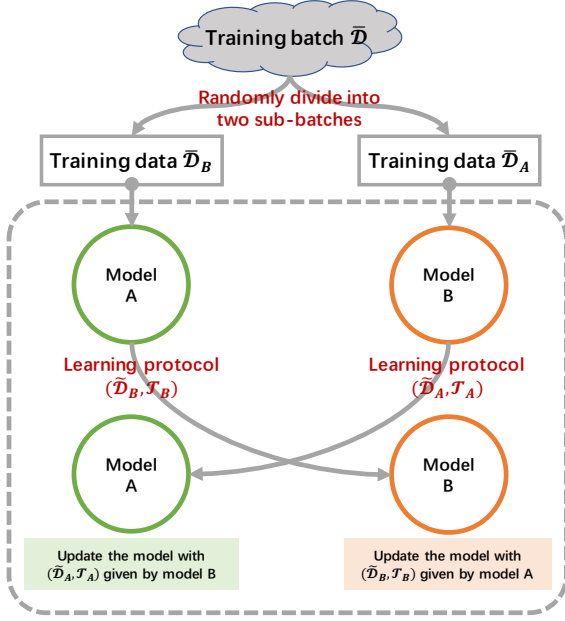 Training batch 𝒟̄
Randomly divide into
two sub-batches
Training data 𝒟̄_B
Training data 𝒟̄_A
Model
A
Model
B
Learning protocol
(𝒟̃_B, 𝒯_B)
Learning protocol
(𝒟̃_A, 𝒯_A)
Model
A
Model
B
Update the model with
(𝒟̃_A, 𝒯_A) given by model B
Update the model with
(𝒟̃_B, 𝒯_B) given by model A